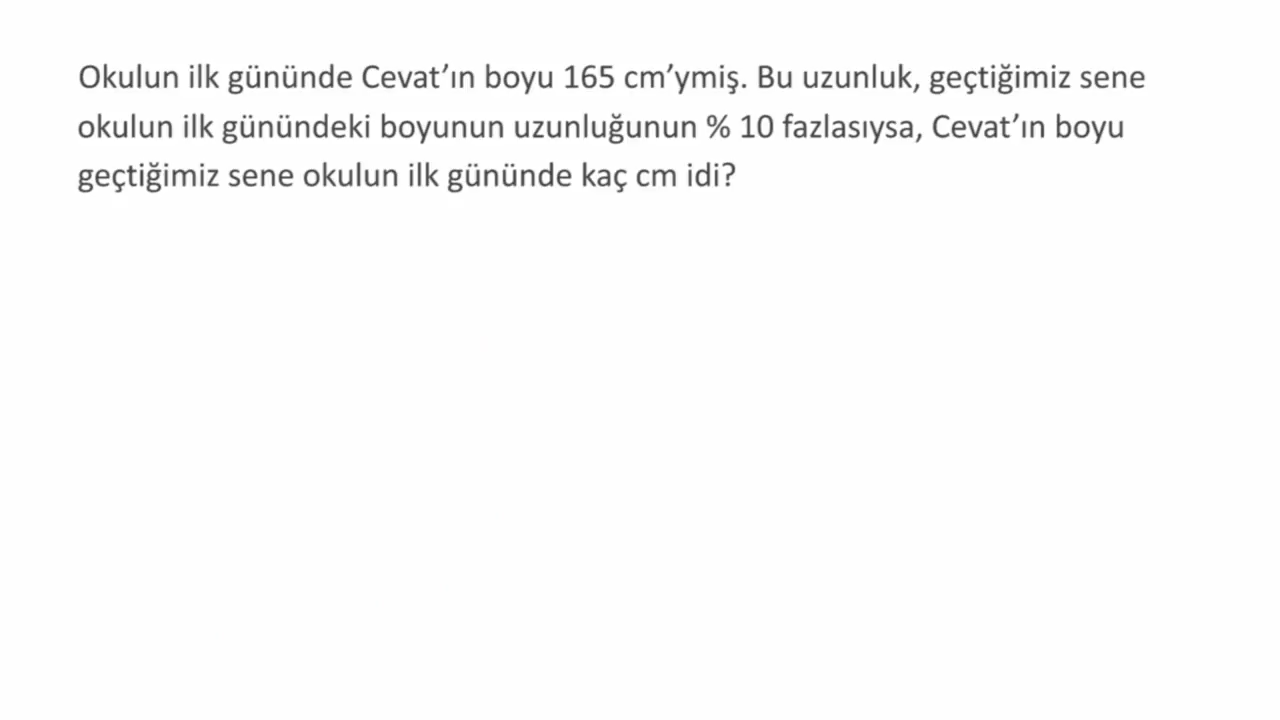 Okulun ilk gününde Cevat’ın boyu 165 cm’ymiş. Bu uzunluk, geçtiğimiz sene
okulun ilk günündeki boyunun uzunluğunun % 10 fazlasıysa, Cevat’ın boyu
geçtiğimiz sene okulun ilk gününde kaç cm idi?